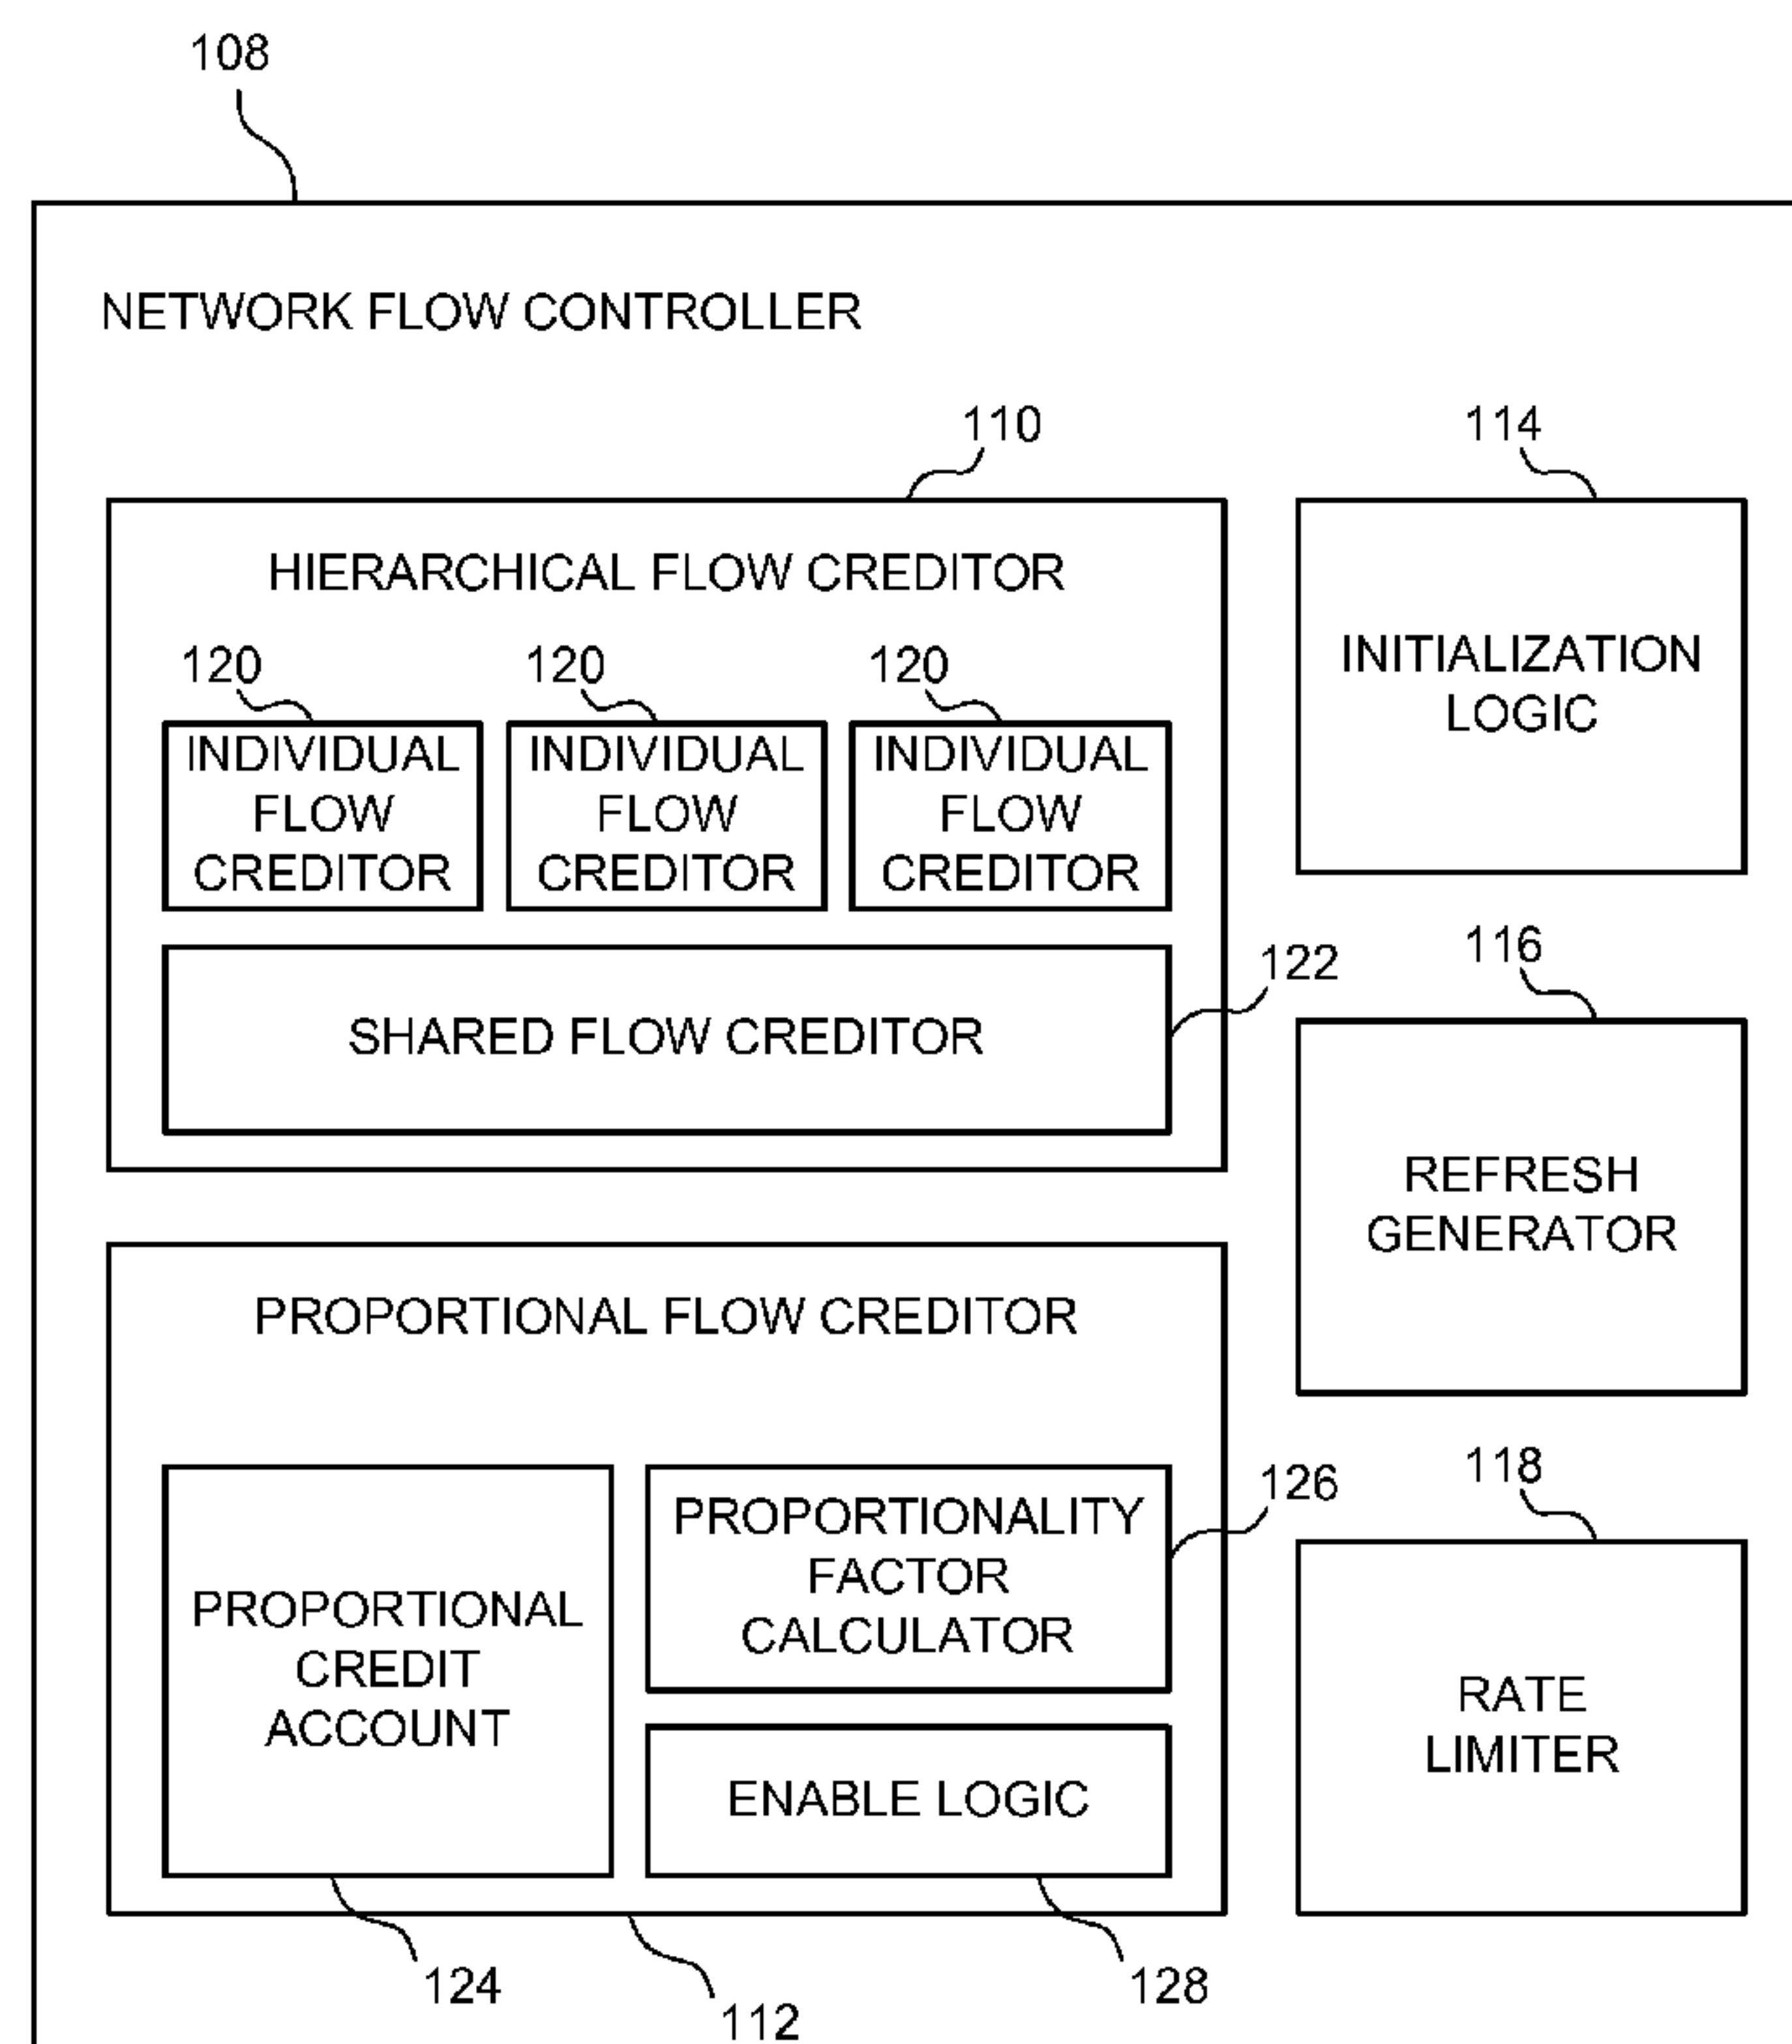 108
NETWORK FLOW CONTROLLER
110
HIERARCHICAL FLOW CREDITOR
120
120
120
INDIVIDUAL
FLOW
CREDITOR
INDIVIDUAL
FLOW
CREDITOR
INDIVIDUAL
FLOW
CREDITOR
122
SHARED FLOW CREDITOR
114
INITIALIZATION
LOGIC
116
REFRESH
GENERATOR
PROPORTIONAL FLOW CREDITOR
PROPORTIONAL
CREDIT
ACCOUNT
126
PROPORTIONALITY
FACTOR
CALCULATOR
ENABLE LOGIC
118
RATE
LIMITER
124
112
128